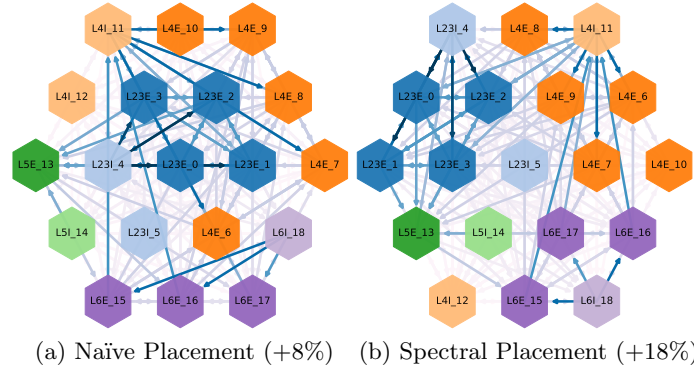 L4I_11 L4E_10 L4E_9 L23I_4 L4E_8 L4I_11
L4I_12 L23E_3 L23E_2 L4E_8 L23E_0 L23E_2 L4E_9 L4E_6
L5E_13 L23I_4 L23E_0 L23E_1 L4E_7 L23E_1 L23E_3 L23I_5 L4E_7 L4E_10
L5I_14 L23I_5 L4E_6 L6I_18 L5E_13 L5I_14 L6E_17 L6E_16
L6E_15 L6E_16 L6E_17 L4I_12 L6E_15 L6I_18
(a) Naïve Placement (+8%) (b) Spectral Placement (+18%)